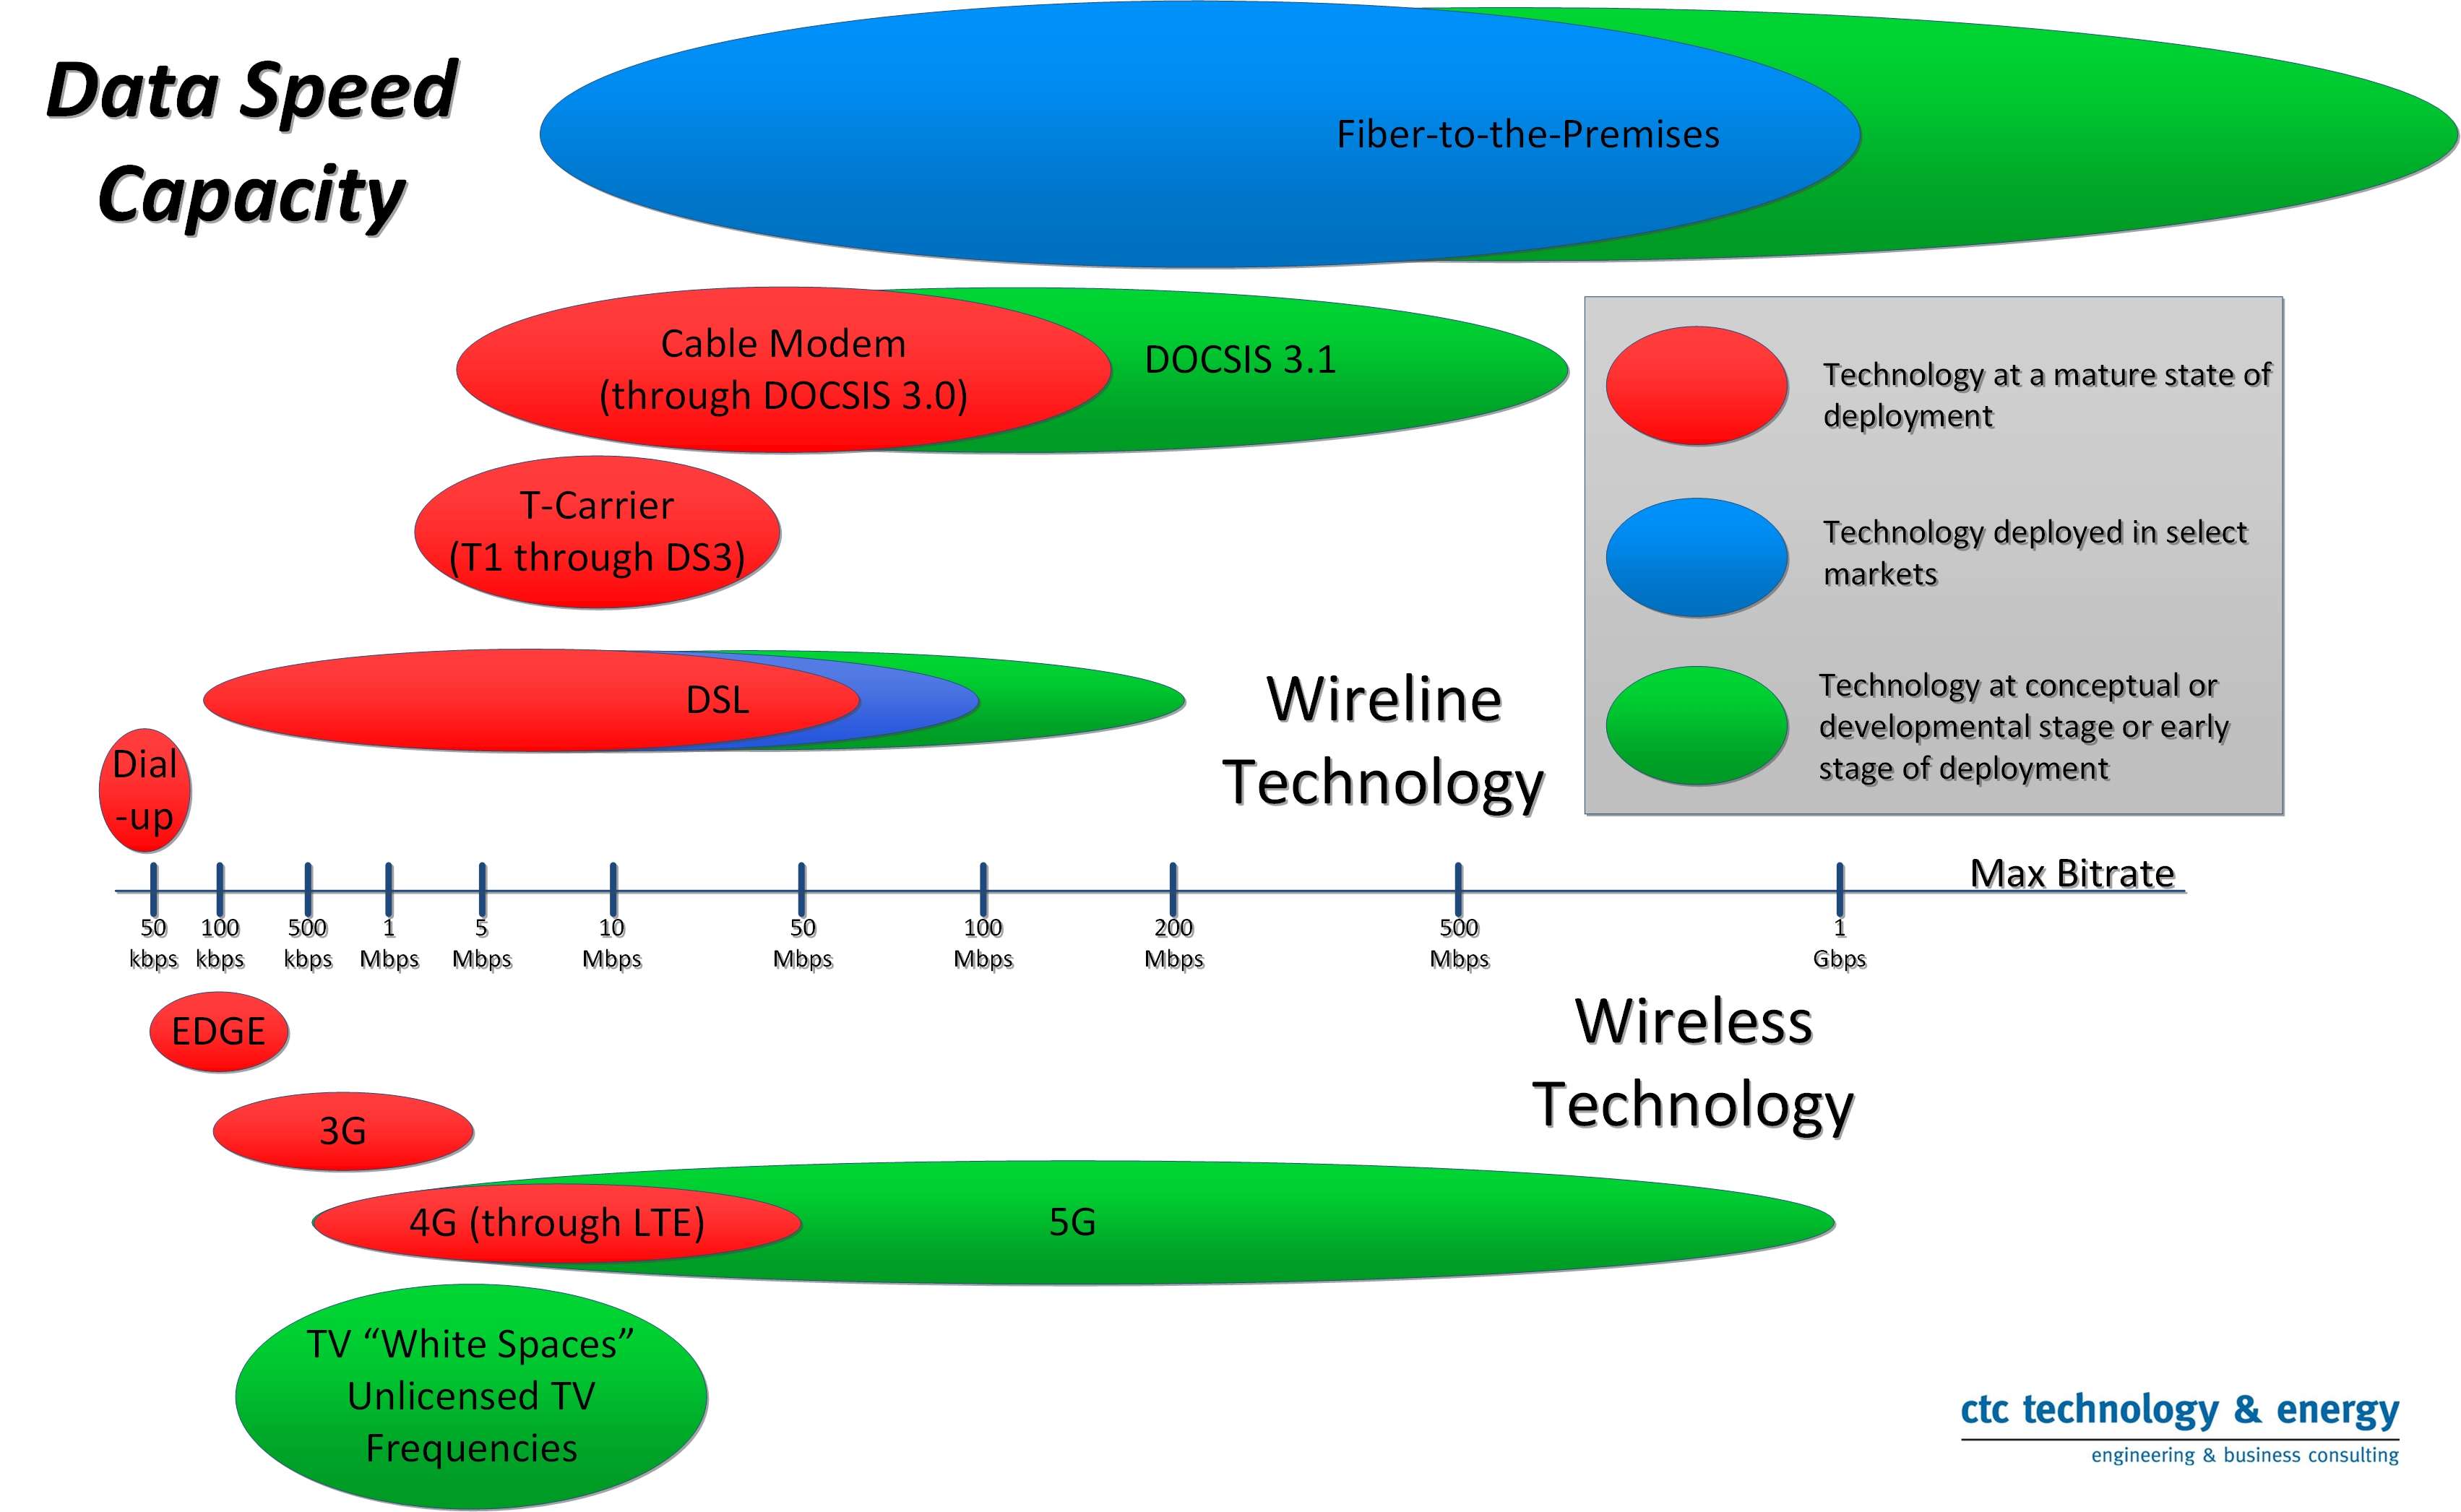 Data Speed
Capacity
Fiber-to-the-Premises
Cable Modem
(through DOCSIS 3.0)
DOCSIS 3.1
Technology at a mature state of
deployment
T-Carrier
(T1 through DS3)
Technology deployed in select
markets
DSL
Wireline
Technology
Technology at conceptual or
developmental stage or early
stage of deployment
Dial
-up
Max Bitrate
50
kbps
100
kbps
500
kbps
1
Mbps
5
Mbps
10
Mbps
50
Mbps
100
Mbps
200
Mbps
500
Mbps
1
Gbps
EDGE
Wireless
Technology
3G
4G (through LTE)
5G
TV “White Spaces”
Unlicensed TV
Frequencies
ctc technology & energy
engineering & business consulting